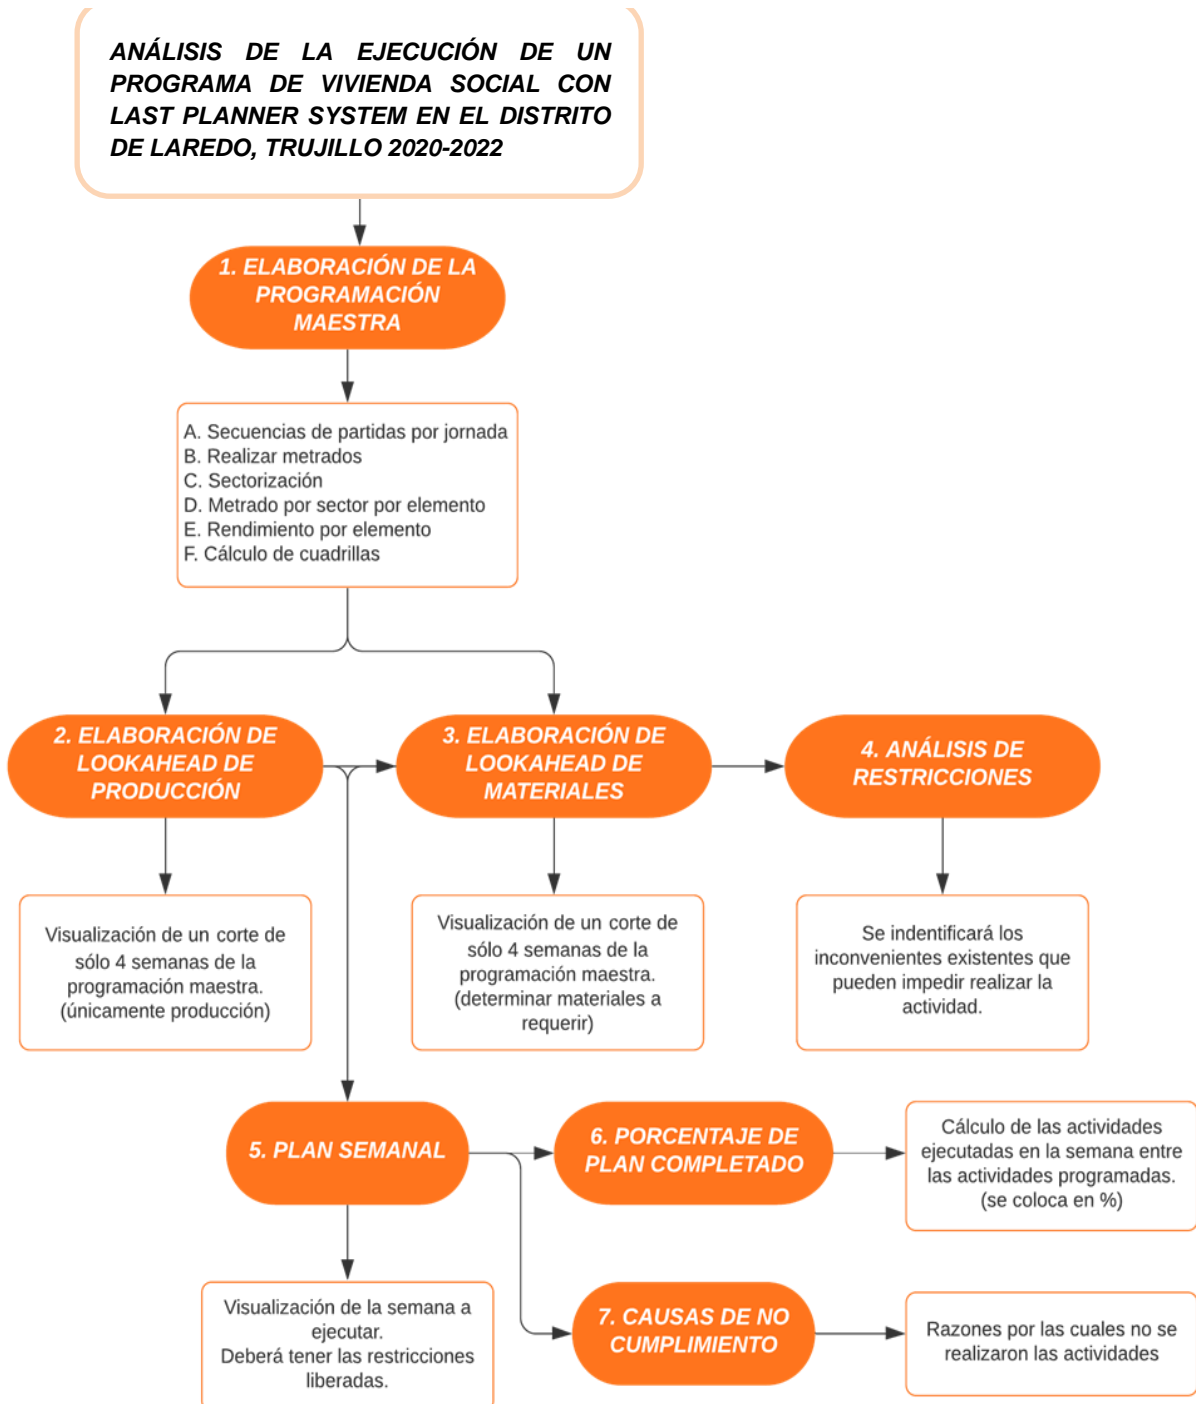 ANÁLISIS DE LA EJECUCIÓN DE UN
PROGRAMA DE VIVIENDA SOCIAL CON
LAST PLANNER SYSTEM EN EL DISTRITO
DE LAREDO, TRUJILLO 2020-2022
1. ELABORACIÓN DE LA
PROGRAMACIÓN
MAESTRA
A. Secuencias de partidas por jornada
B. Realizar metrados
C. Sectorización
D. Metrado por sector por elemento
E. Rendimiento por elemento
F. Cálculo de cuadrillas
2. ELABORACIÓN DE
LOOKAHEAD DE
PRODUCCIÓN
3. ELABORACIÓN DE
LOOKAHEAD DE
MATERIALES
4. ANÁLISIS DE
RESTRICCIONES
Visualización de un corte de
sólo 4 semanas de la
programación maestra.
(únicamente producción)
Visualización de un corte de
sólo 4 semanas de la
programación maestra.
(determinar materiales a
requerir)
Se indentificará los
inconvenientes existentes que
pueden impedir realizar la
actividad.
5. PLAN SEMANAL
6. PORCENTAJE DE
PLAN COMPLETADO
Cálculo de las actividades
ejecutadas en la semana entre
las actividades programadas.
(se coloca en %)
Visualización de la semana a
ejecutar.
Deberá tener las restricciones
liberadas.
7. CAUSAS DE NO
CUMPLIMIENTO
Razones por las cuales no se
realizaron las actividades